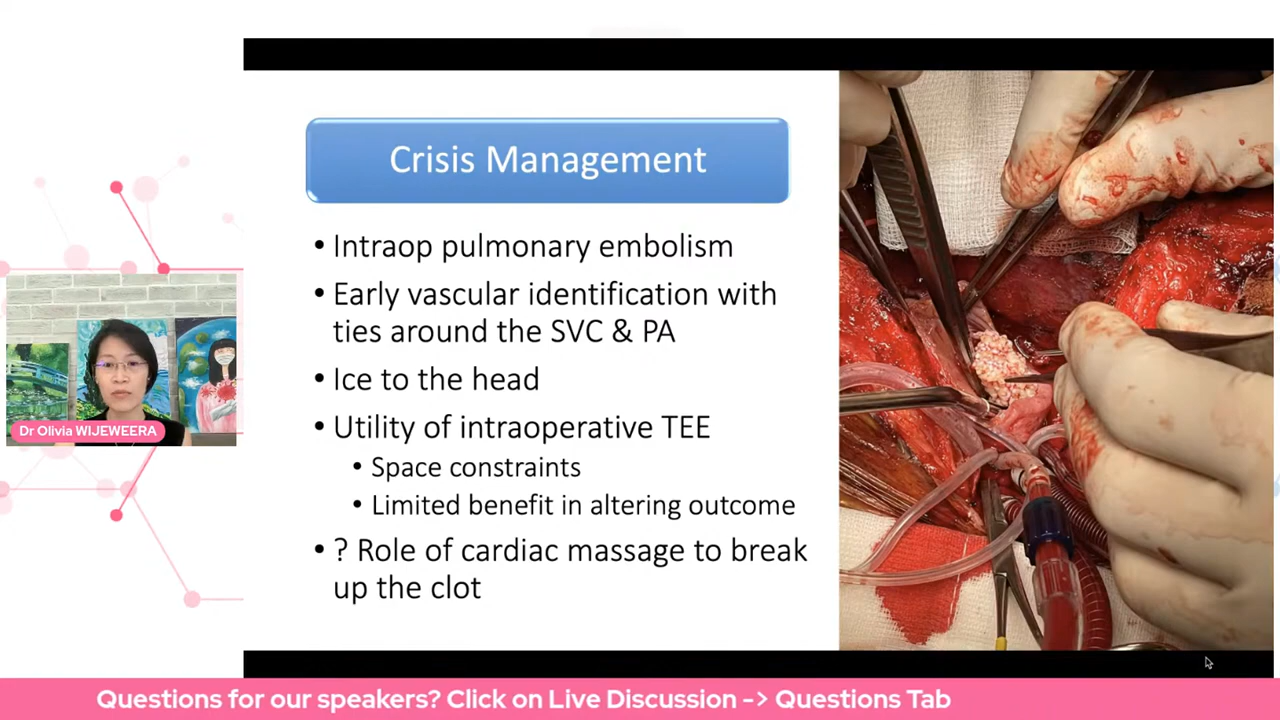 Crisis Management
• Intraop pulmonary embolism
• Early vascular identification with
ties around the SVC & PA
• Ice to the head
• Utility of intraoperative TEE
• Space constraints
• Limited benefit in altering outcome
• ? Role of cardiac massage to break
up the clot
Dr Olivia WIJEWEERA
Questions for our speakers? Click on Live Discussion -> Questions Tab